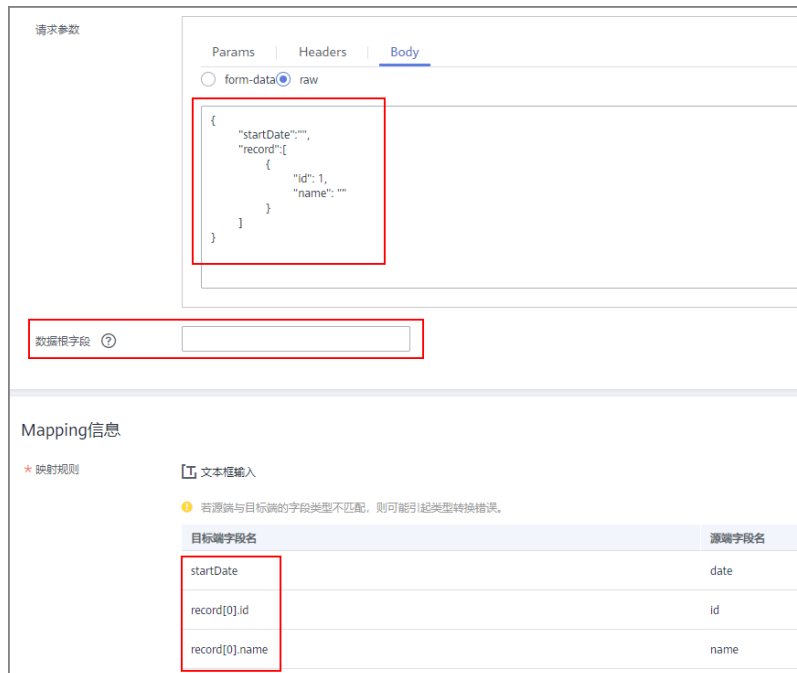 请求参数
Params Headers Body
form-data raw
{
"startDate":"",
"record":[
{
"id": 1,
"name": ""
}
]
}
数据根字段 ?
Mapping信息
* 映射规则 文本框输入
若源端与目标端的字段类型不匹配，则可能引起类型转换错误。
目标端字段名 源端字段名
startDate date
record[0].id id
record[0].name name